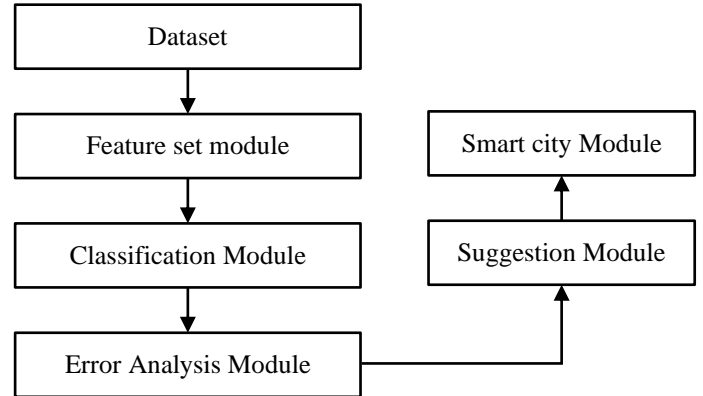 Dataset
Feature set module
Classification Module
Error Analysis Module
Smart city Module
Suggestion Module